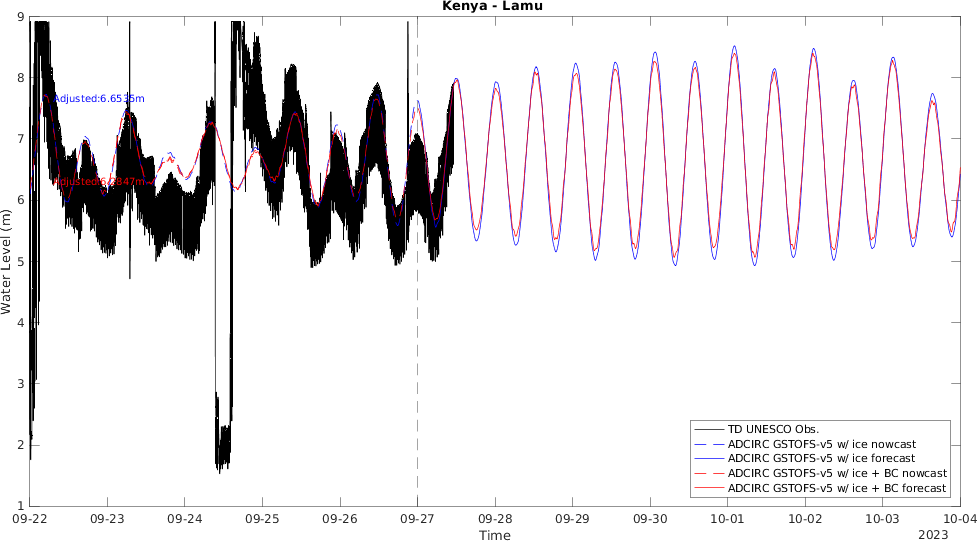 Kenya - Lamu
Water Level (m)
9
8
7
6
5
4
3
2
1
Adjusted:6.6535m
09-22
09-23
09-24
09-25
09-26
09-27
09-28
09-29
09-30
10-01
10-02
10-03
10-04
Time
2023
TD UNESCO Obs.
ADCIRC GSTOFS-v5 w/ ice nowcast
ADCIRC GSTOFS-v5 w/ ice forecast
ADCIRC GSTOFS-v5 w/ ice + BC nowcast
ADCIRC GSTOFS-v5 w/ ice + BC forecast